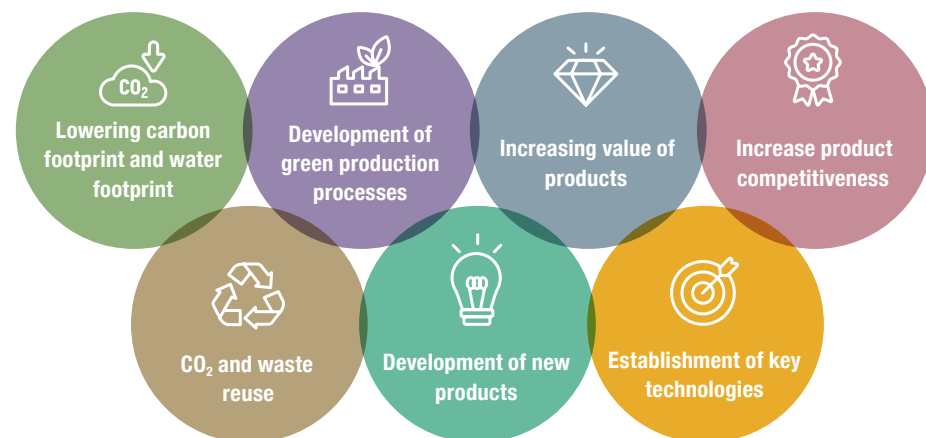 CO₂
Lowering carbon
footprint and water
footprint
Development of
green production
processes
Increasing value of
products
Increase product
competitiveness
CO₂ and waste
reuse
Development of new
products
Establishment of key
technologies